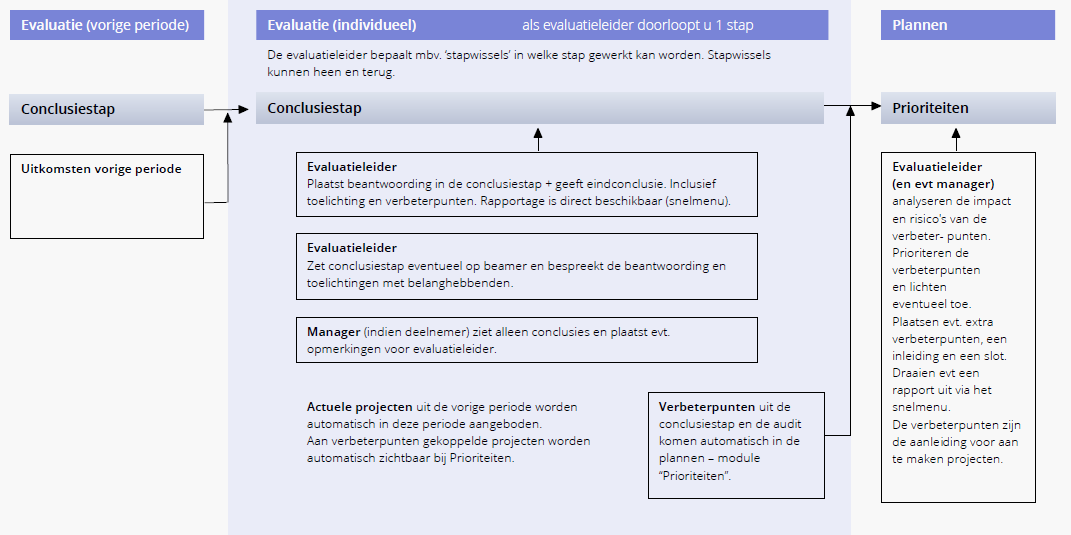 Evaluatie (vorige periode)
Conclusiestap
Uitkomsten vorige periode
Evaluatie (individueel) als evaluatieleider doorloopt u 1 stap
De evaluatieleider bepaalt mbv. ‘stapwissels’ in welke stap gewerkt kan worden. Stapwissels
kunnen heen en terug.
Conclusiestap
Evaluatieleider
Plaatst beantwoording in de conclusiestap + geeft eindconclusie. Inclusief
toelichting en verbeterpunten. Rapportage is direct beschikbaar (snelmenu).
Evaluatieleider
Zet conclusiestap eventueel op beamer en bespreekt de beantwoording en
toelichtingen met belanghebbenden.
Manager (indien deelnemer) ziet alleen conclusies en plaatst evt.
opmerkingen voor evaluatieleider.
Actuele projecten uit de vorige periode worden
automatisch in deze periode aangeboden.
Aan verbeterpunten gekoppelde projecten worden
automatisch zichtbaar bij Prioriteiten.
Verbeterpunten uit de
conclusiestap en de audit
komen automatisch in de
plannen – module
“Prioriteiten”.
Plannen
Prioriteiten
Evaluatieleider
(en evt manager)
analyseren de impact
en risico's van de
verbeter- punten.
Prioriteren de
verbeterpunten
en lichten
eventueel toe.
Plaatsen evt. extra
verbeterpunten, een
inleiding en een slot.
Draaien evt een
rapport uit via het
snelmenu.
De verbeterpunten zijn
de aanleiding voor aan
te maken projecten.